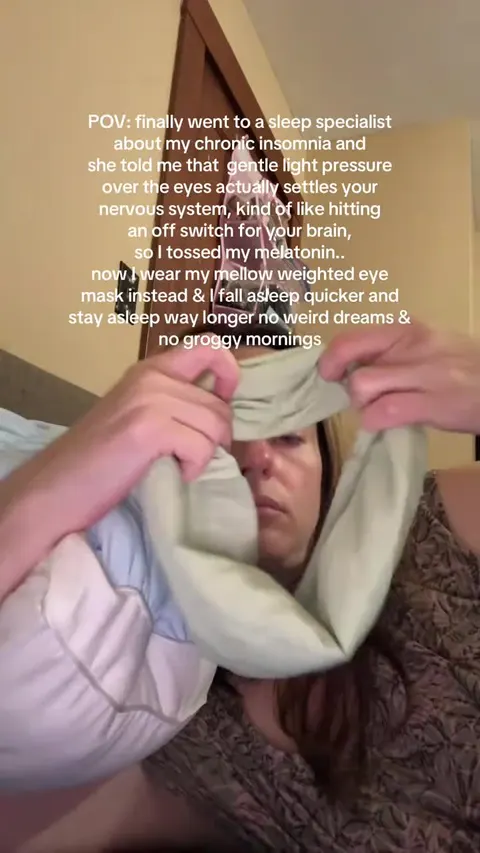 POV: finally went to a sleep specialist
about my chronic insomnia and
she told me that  gentle light pressure
over the eyes actually settles your
nervous system, kind of like hitting
an off switch for your brain,
so I tossed my melatonin..
now I wear my mellow weighted eye
mask instead & I fall asleep quicker and
stay asleep way longer no weird dreams &
no groggy mornings